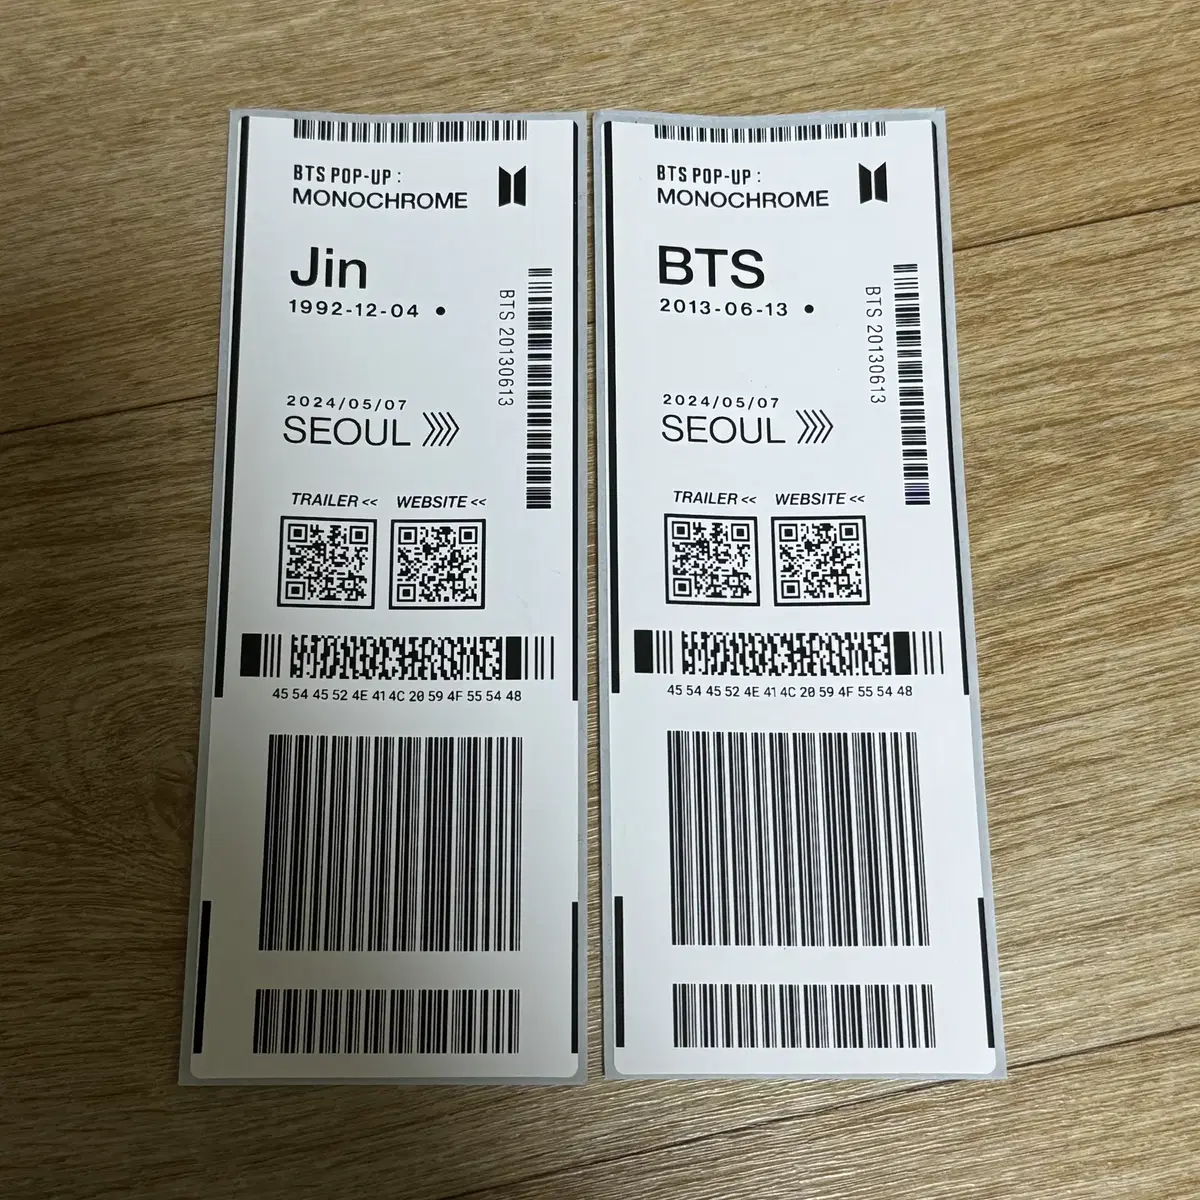 BTS POP-UP :
MONOCHROME
Jin
1992-12-04 •
BTS 20130613
2024/05/07
SEOUL
TRAILER << WEBSITE <<
MONOCHROME
45 54 45 52 4E 41 4C 20 59 4F 55 54 48
BTS POP-UP :
MONOCHROME
BTS
2013-06-13 •
BTS 20130613
2024/05/07
SEOUL
TRAILER << WEBSITE <<
MONOCHROME
45 54 45 52 4E 41 4C 20 59 4F 55 54 48